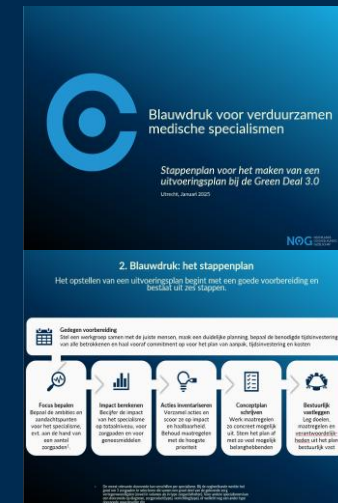 Blauwdruk voor verduurzamen
medische specialismen
Stappenplan voor het maken van een
uitvoeringsplan bij de Green Deal 3.0
Utrecht, Januari 2025
NOG
2. Blauwdruk: het stappenplan
Het opstellen van een uitvoeringsplan begint met een goede voorbereiding en
bestaat uit zes stappen.
Gedegen voorbereiding
Stel een werkgroep samen met de juiste mensen, maak een duidelijke planning, bepaal de benodigde tijdsinvestering
van alle betrokkenen en haal vooraf commitment op voor het plan van aanpak, tijdsinvestering en kosten
Focus bepalen
Bepaal de ambities en
aandachtspunten
voor het specialisme,
evt. aan de hand van
een aantal
zorgpaden
Impact berekenen
Becijfer de impact
van het specialisme
op totaalniveau, voor
zorgpaden en voor
geneesmiddelen
Acties inventariseren
Verzamel acties en
scoor ze op impact
en haalbaarheid.
Behoud maatregelen
met de hoogste
prioriteit
Conceptplan
schrijven
Werk maatregelen
zo concreet mogelijk
uit. Stem het plan af
met zo veel mogelijk
belanghebbenden
Bestuurlijk
vastleggen
Leg doelen,
maatregelen en
verantwoordelijk-
heden uit het plan
bestuurlijk vast